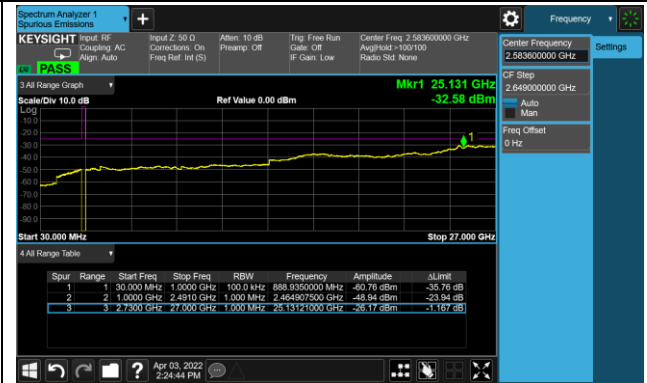 Spectrum Analyzer 1
Spurious Emissions
Frequency
KEYSIGHT
Input: RF
Coupling: AC
Align: Auto
Input Z: 50 Ω
Corrections: On
Freq Ref: Int (S)
Atten: 10 dB
Preamp: Off
Trig: Free Run
Gate: Off
IF Gain: Low
Center Freq: 2.583600000 GHz
Avg|Hold:>100/100
Radio Std: None
PASS
Center Frequency
2.583600000 GHz
Settings
CF Step
2.649000000 GHz
Auto
Man
Freq Offset
0 Hz
3 All Range Graph
Mkr1 25.131 GHz
Scale/Div 10.0 dB
Ref Value 0.00 dBm
-32.58 dBm
Log
-10.0
-20.0
-30.0
-40.0
-50.0
-60.0
-70.0
-80.0
-90.0
1
Start 30.000 MHz
Stop 27.000 GHz
4 All Range Table
Spur Range Start Freq Stop Freq RBW Frequency Amplitude ΔLimit
1 1 30.000 MHz 1.0000 GHz 100.0 kHz 888.9350000 MHz -60.76 dBm -35.76 dB
2 2 1.0000 GHz 2.4910 GHz 1.000 MHz 2.464907500 GHz -48.94 dBm -23.94 dB
3 3 2.7300 GHz 27.000 GHz 1.000 MHz 25.13121000 GHz -26.17 dBm -1.167 dB
Apr 03, 2022
2:24:44 PM